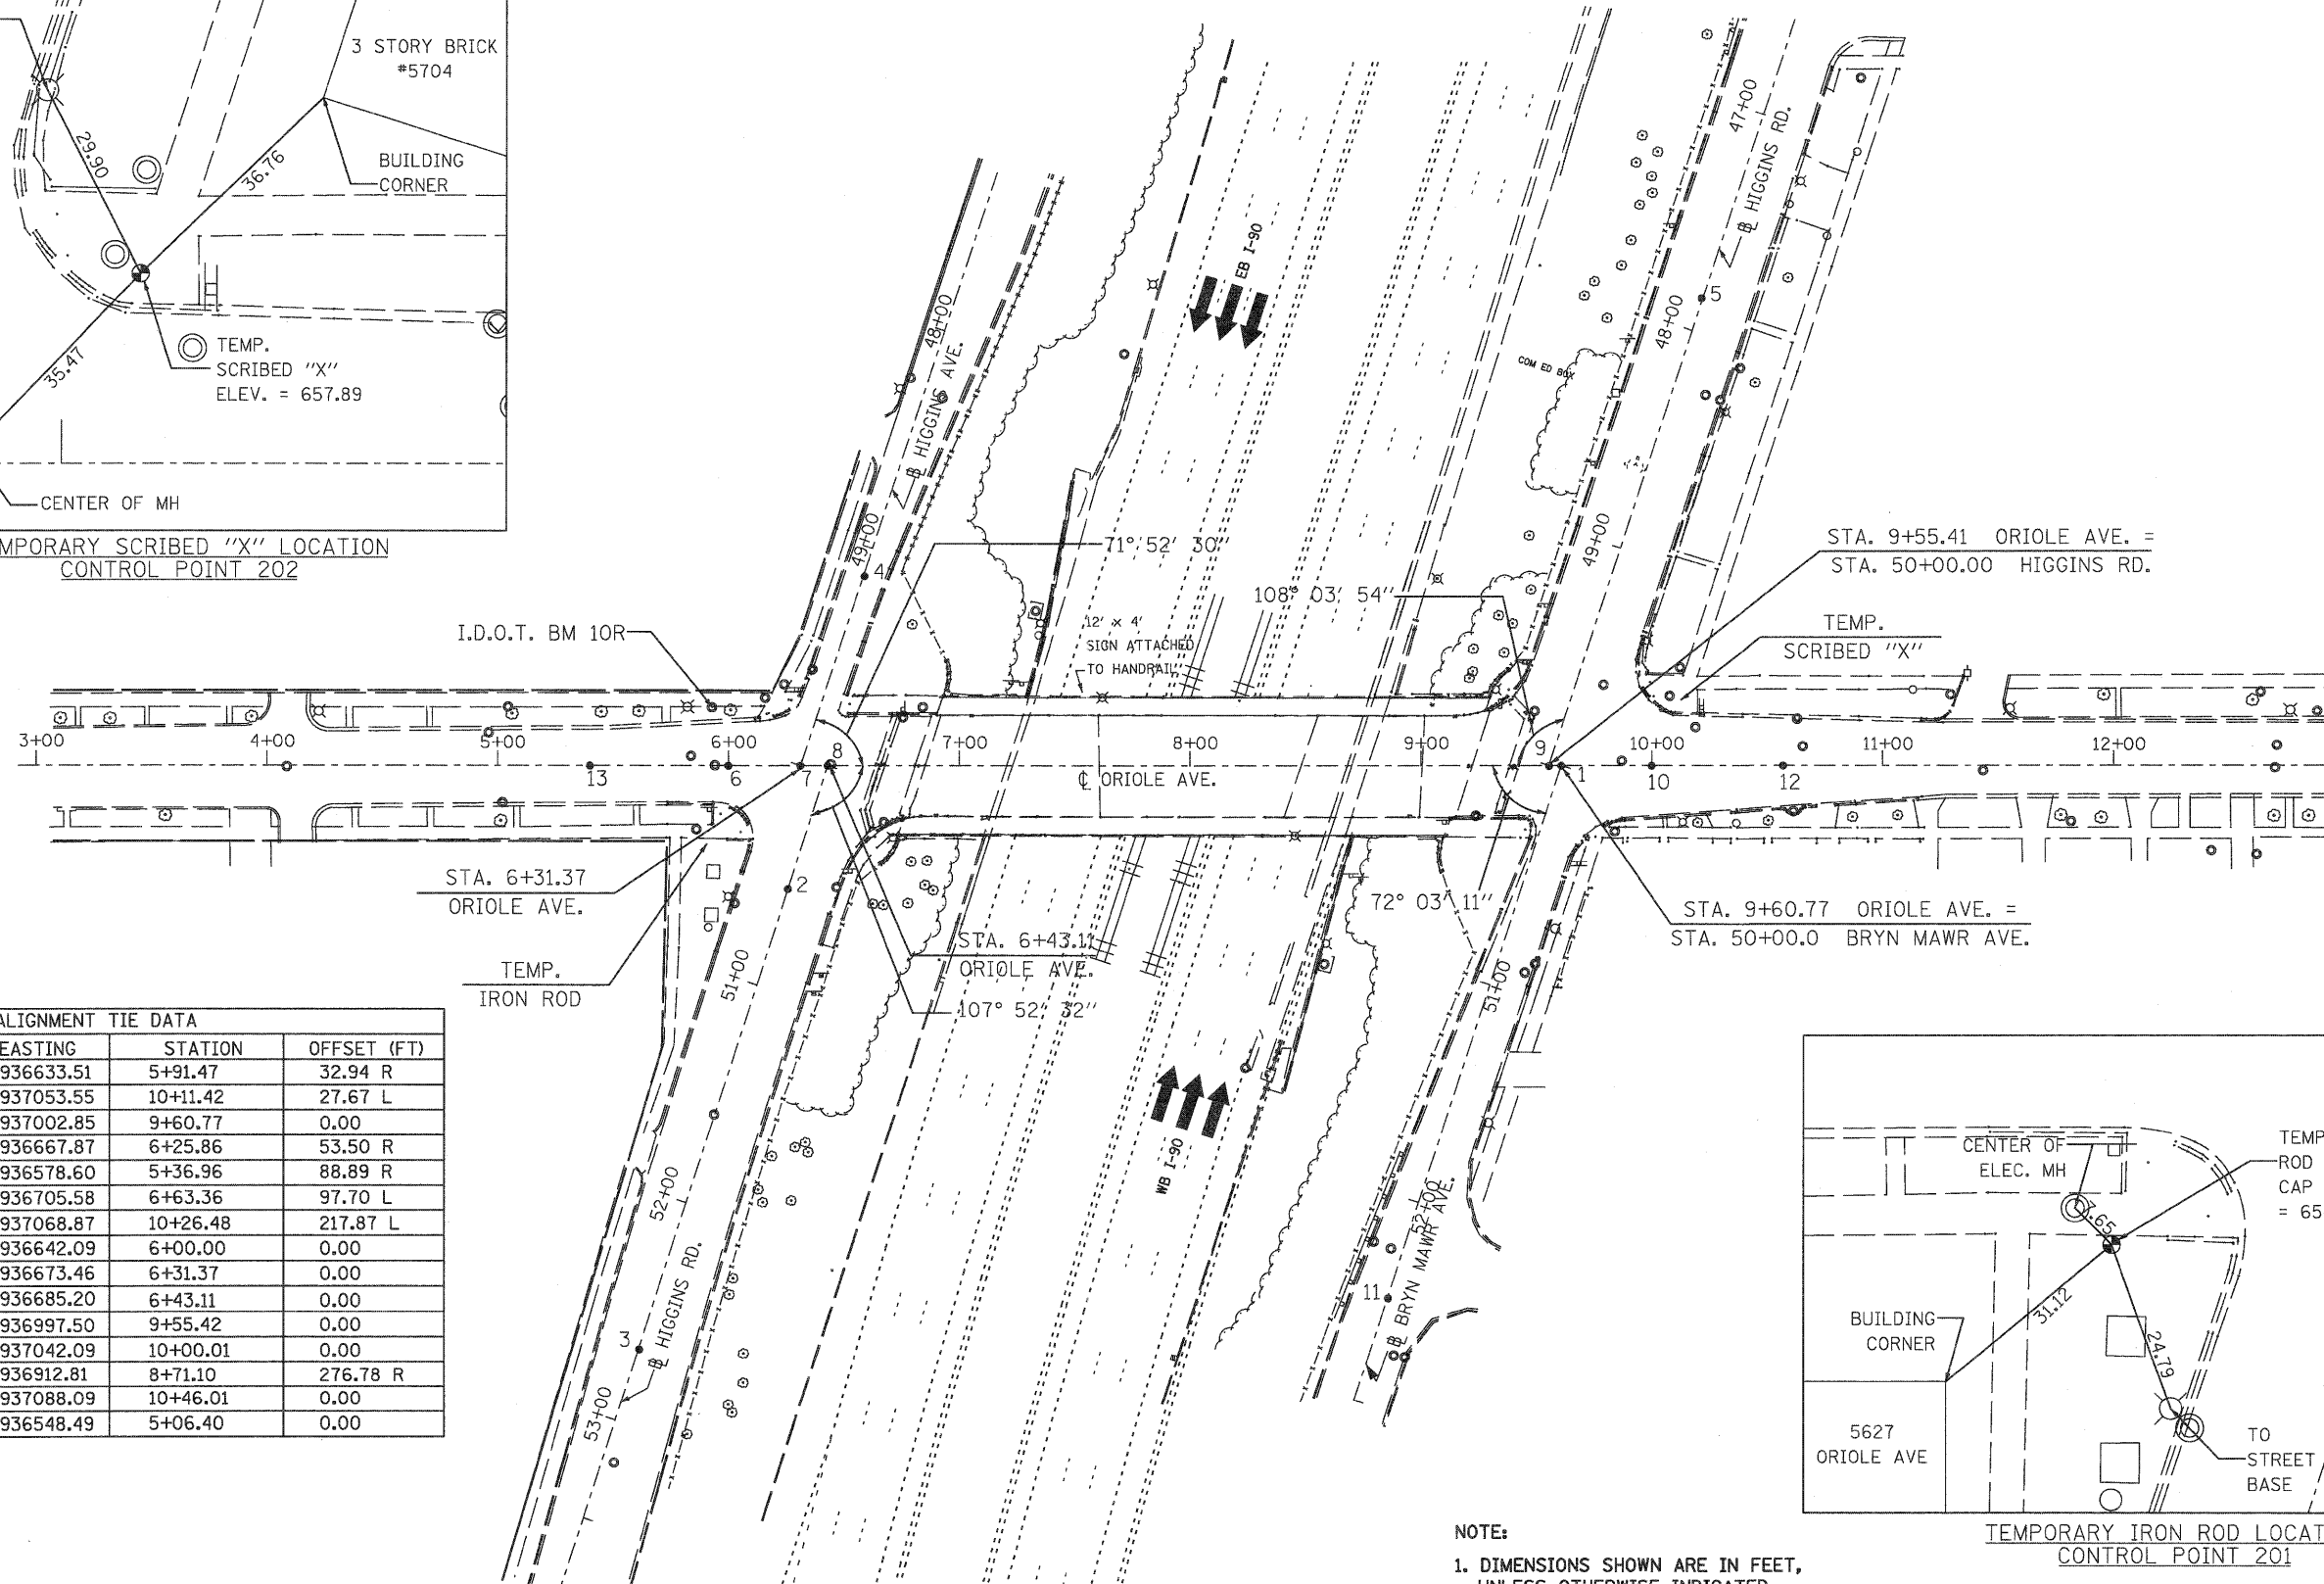 3 STORY BRICK
#5704
29.90
36.76
BUILDING
CORNER
TEMP.
SCRIBED "X"
ELEV. = 657.89
35.47
CENTER OF MH
MPORARY SCRIBED "X" LOCATION
CONTROL POINT 202
48+00
HIGGINS AVE.
49+00
EB I-90
47+00
HIGGINS RD.
48+00
5
COM ED BOX
49+00
4
71° 52' 30"
108° 03' 54"
12' x 4'
SIGN ATTACHED
TO HANDRAIL
I.D.O.T. BM 10R
STA. 9+55.41 ORIOLE AVE. =
STA. 50+00.00 HIGGINS RD.
TEMP.
SCRIBED "X"
3+00
4+00
5+00
6+00
7+00
8+00
9+00
10+00
11+00
12+00
13
6
7
8
℄ ORIOLE AVE.
9
1
10
12
STA. 6+31.37
ORIOLE AVE.
TEMP.
IRON ROD
2
51+00
STA. 6+43.11
ORIOLE AVE.
107° 52' 32"
72° 03' 11"
STA. 9+60.77 ORIOLE AVE. =
STA. 50+00.0 BRYN MAWR AVE.
51+00
WB I-90
52+00
HIGGINS RD.
3
53+00
52+00
BRYN MAWR AVE.
11
ALIGNMENT TIE DATA
EASTING STATION OFFSET (FT)
936633.51 5+91.47 32.94 R
937053.55 10+11.42 27.67 L
937002.85 9+60.77 0.00
936667.87 6+25.86 53.50 R
936578.60 5+36.96 88.89 R
936705.58 6+63.36 97.70 L
937068.87 10+26.48 217.87 L
936642.09 6+00.00 0.00
936673.46 6+31.37 0.00
936685.20 6+43.11 0.00
936997.50 9+55.42 0.00
937042.09 10+00.01 0.00
936912.81 8+71.10 276.78 R
937088.09 10+46.01 0.00
936548.49 5+06.40 0.00
CENTER OF
ELEC. MH
TEMP
ROD
CAP
= 65
7.65
31.12
24.79
BUILDING
CORNER
5627
ORIOLE AVE
TO
STREET
BASE
TEMPORARY IRON ROD LOCAT
CONTROL POINT 201
NOTE:
1. DIMENSIONS SHOWN ARE IN FEET,
UNLESS OTHERWISE INDICATED